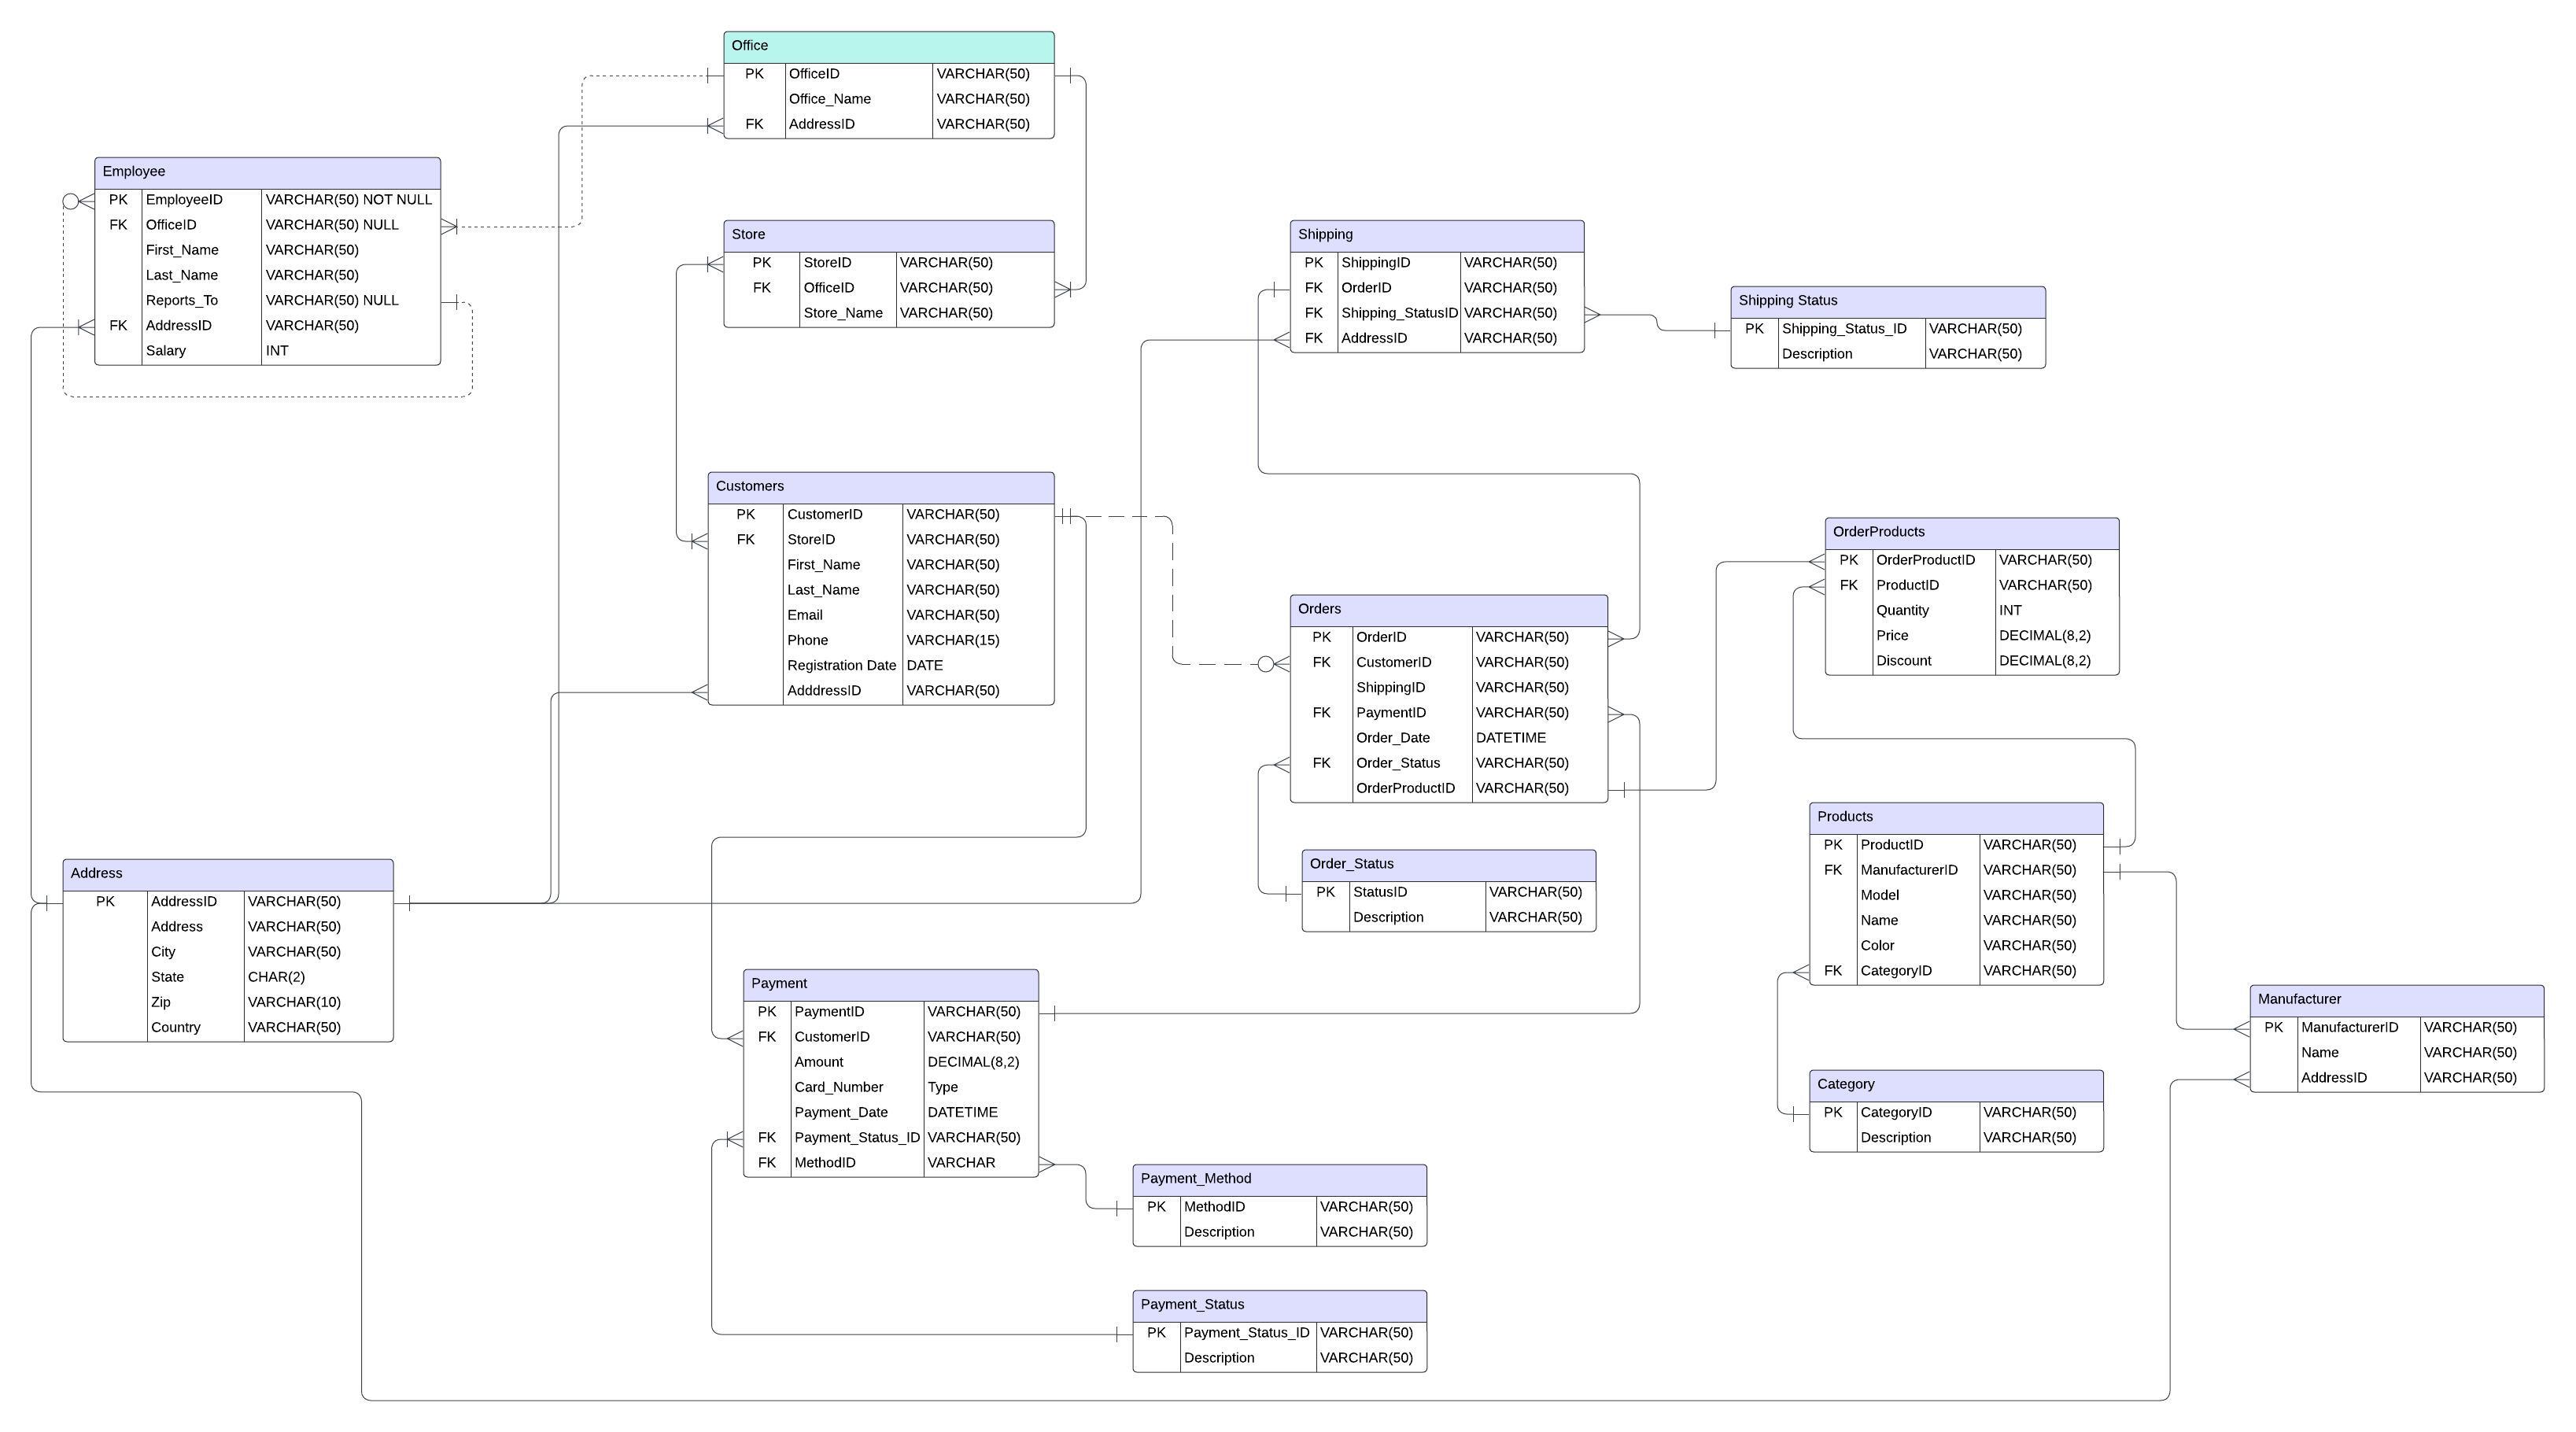 Office
PK OfficeID VARCHAR(50)
Office_Name VARCHAR(50)
FK AddressID VARCHAR(50)
Employee
PK EmployeeID VARCHAR(50) NOT NULL
FK OfficeID VARCHAR(50) NULL
First_Name VARCHAR(50)
Last_Name VARCHAR(50)
Reports_To VARCHAR(50) NULL
FK AddressID VARCHAR(50)
Salary INT
Store
PK StoreID VARCHAR(50)
FK OfficeID VARCHAR(50)
Store_Name VARCHAR(50)
Shipping
PK ShippingID VARCHAR(50)
FK OrderID VARCHAR(50)
FK Shipping_StatusID VARCHAR(50)
FK AddressID VARCHAR(50)
Shipping Status
PK Shipping_Status_ID VARCHAR(50)
Description VARCHAR(50)
Customers
PK CustomerID VARCHAR(50)
FK StoreID VARCHAR(50)
First_Name VARCHAR(50)
Last_Name VARCHAR(50)
Email VARCHAR(50)
Phone VARCHAR(15)
Registration Date DATE
AdddressID VARCHAR(50)
OrderProducts
PK OrderProductID VARCHAR(50)
FK ProductID VARCHAR(50)
Quantity INT
Price DECIMAL(8,2)
Discount DECIMAL(8,2)
Orders
PK OrderID VARCHAR(50)
FK CustomerID VARCHAR(50)
ShippingID VARCHAR(50)
FK PaymentID VARCHAR(50)
Order_Date DATETIME
FK Order_Status VARCHAR(50)
OrderProductID VARCHAR(50)
Products
PK ProductID VARCHAR(50)
FK ManufacturerID VARCHAR(50)
Model VARCHAR(50)
Name VARCHAR(50)
Color VARCHAR(50)
FK CategoryID VARCHAR(50)
Order_Status
PK StatusID VARCHAR(50)
Description VARCHAR(50)
Address
PK AddressID VARCHAR(50)
Address VARCHAR(50)
City VARCHAR(50)
State CHAR(2)
Zip VARCHAR(10)
Country VARCHAR(50)
Payment
PK PaymentID VARCHAR(50)
FK CustomerID VARCHAR(50)
Amount DECIMAL(8,2)
Card_Number Type
Payment_Date DATETIME
FK Payment_Status_ID VARCHAR(50)
FK MethodID VARCHAR
Manufacturer
PK ManufacturerID VARCHAR(50)
Name VARCHAR(50)
AddressID VARCHAR(50)
Category
PK CategoryID VARCHAR(50)
Description VARCHAR(50)
Payment_Method
PK MethodID VARCHAR(50)
Description VARCHAR(50)
Payment_Status
PK Payment_Status_ID VARCHAR(50)
Description VARCHAR(50)